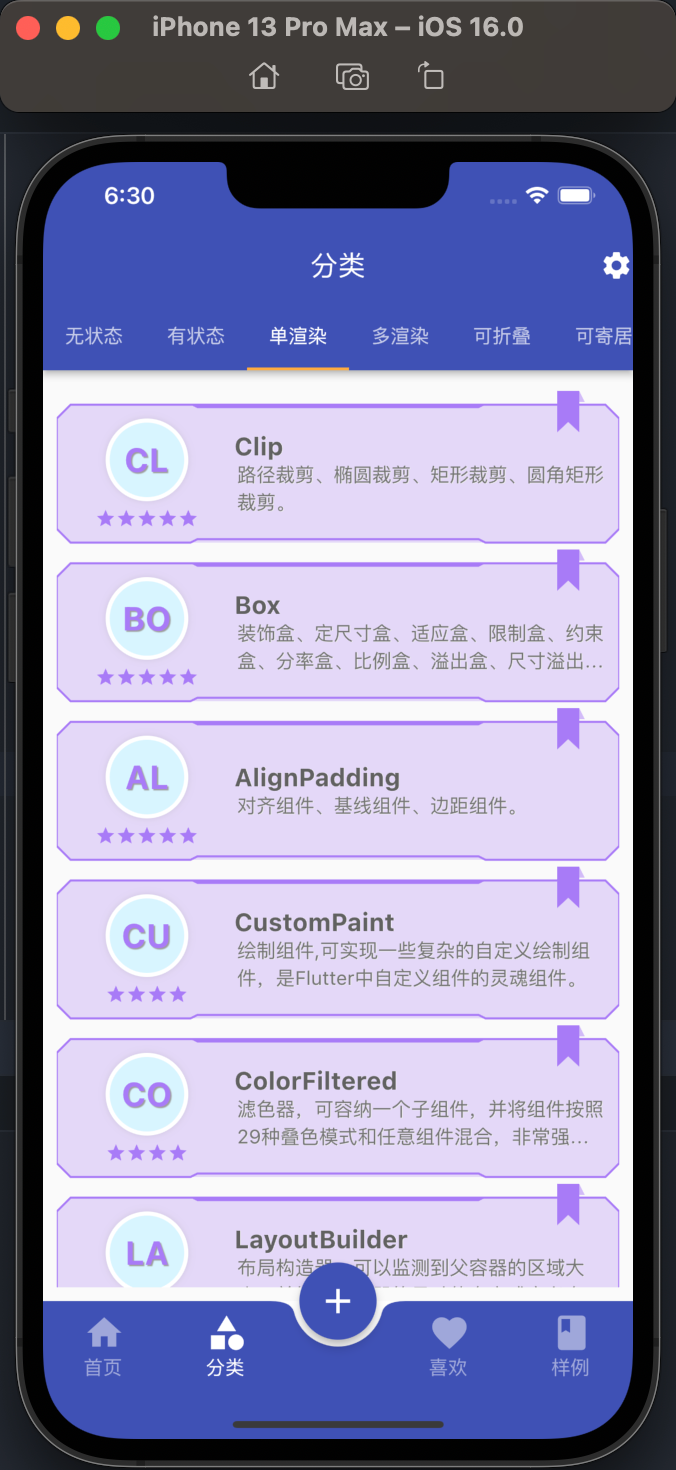 iPhone 13 Pro Max – iOS 16.0
6:30
分类
无状态 有状态 单渲染 多渲染 可折叠 可寄居
CL
Clip
路径裁剪、椭圆裁剪、矩形裁剪、圆角矩形
裁剪。
BO
Box
装饰盒、定尺寸盒、适应盒、限制盒、约束
盒、分率盒、比例盒、溢出盒、尺寸溢出...
AL
AlignPadding
对齐组件、基线组件、边距组件。
CU
CustomPaint
绘制组件,可实现一些复杂的自定义绘制组
件，是Flutter中自定义组件的灵魂组件。
CO
ColorFiltered
滤色器，可容纳一个子组件，并将组件按照
29种叠色模式和任意组件混合，非常强...
LA
LayoutBuilder
布局构造器，可以监测到父容器的区域大
首页 分类 喜欢 样例